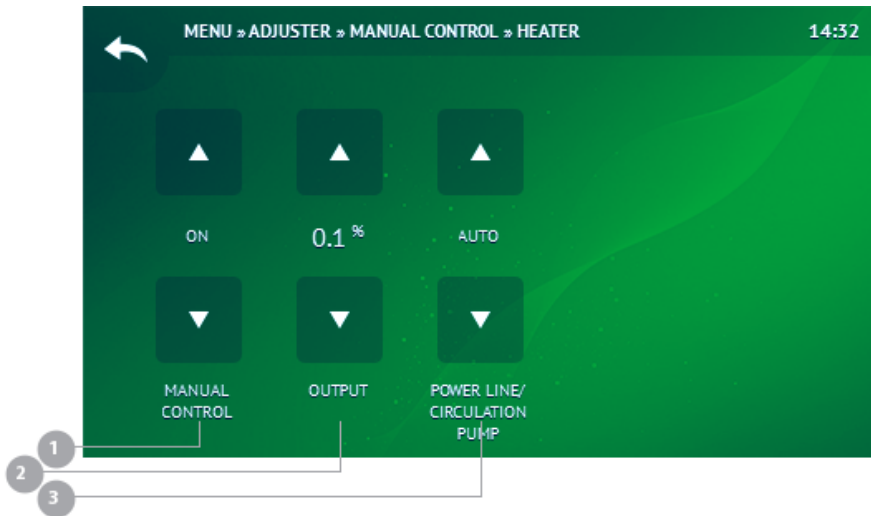 MENU » ADJUSTER » MANUAL CONTROL » HEATER 14:32
ON 0.1 % AUTO
MANUAL CONTROL
OUTPUT
POWER LINE/
CIRCULATION
PUMP
1
2
3